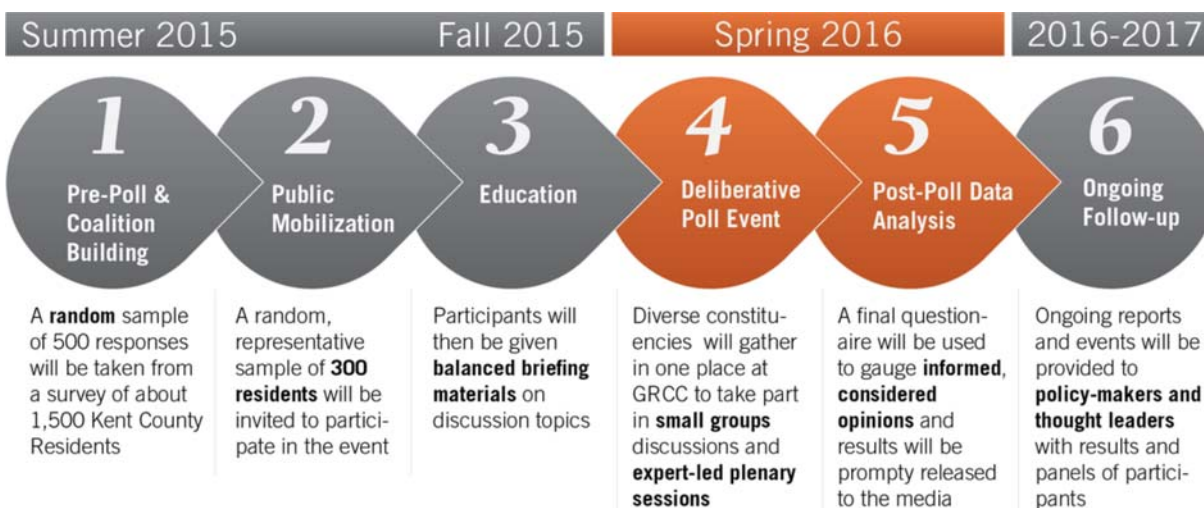 Summer 2015
Fall 2015
Spring 2016
2016-2017
1
Pre-Poll &
Coalition
Building
2
Public
Mobilization
3
Education
4
Deliberative
Poll Event
5
Post-Poll Data
Analysis
6
Ongoing
Follow-up
A random sample
of 500 responses
will be taken from
a survey of about
1,500 Kent County
Residents
A random,
representative
sample of 300
residents will be
invited to partici-
pate in the event
Participants will
then be given
balanced briefing
materials on
discussion topics
Diverse constitu-
encies will gather
in one place at
GRCC to take part
in small groups
discussions and
expert-led plenary
sessions
A final question-
aire will be used
to gauge informed,
considered
opinions and
results will be
prompty released
to the media
Ongoing reports
and events will be
provided to
policy-makers and
thought leaders
with results and
panels of partici-
pants